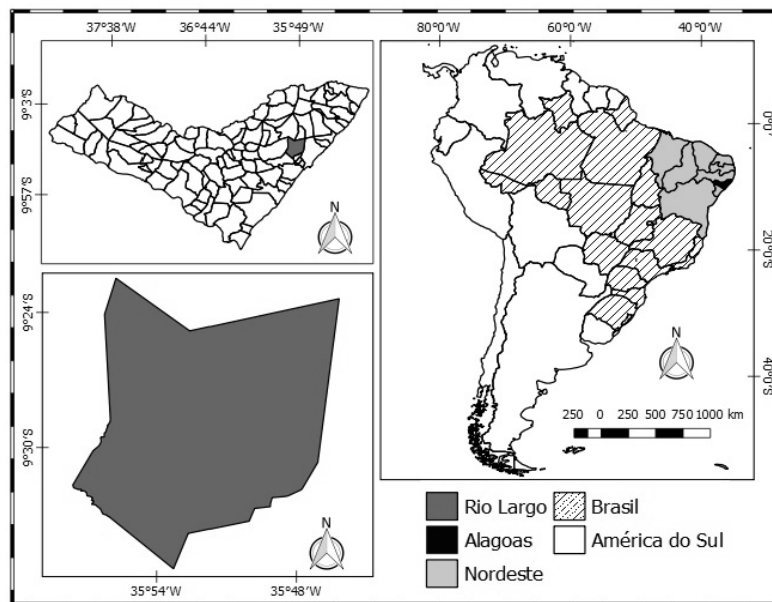 37°38'W 36°44'W 35°49'W
9°3'S
9°57'S
N
80°0'W 60°0'W 40°0'W
0°0'
20°0'S
40°0'S
N
250 0 250 500 750 1000 km
9°24'S
9°30'S
N
35°54'W 35°48'W
Rio Largo
Brasil
Alagoas
América do Sul
Nordeste